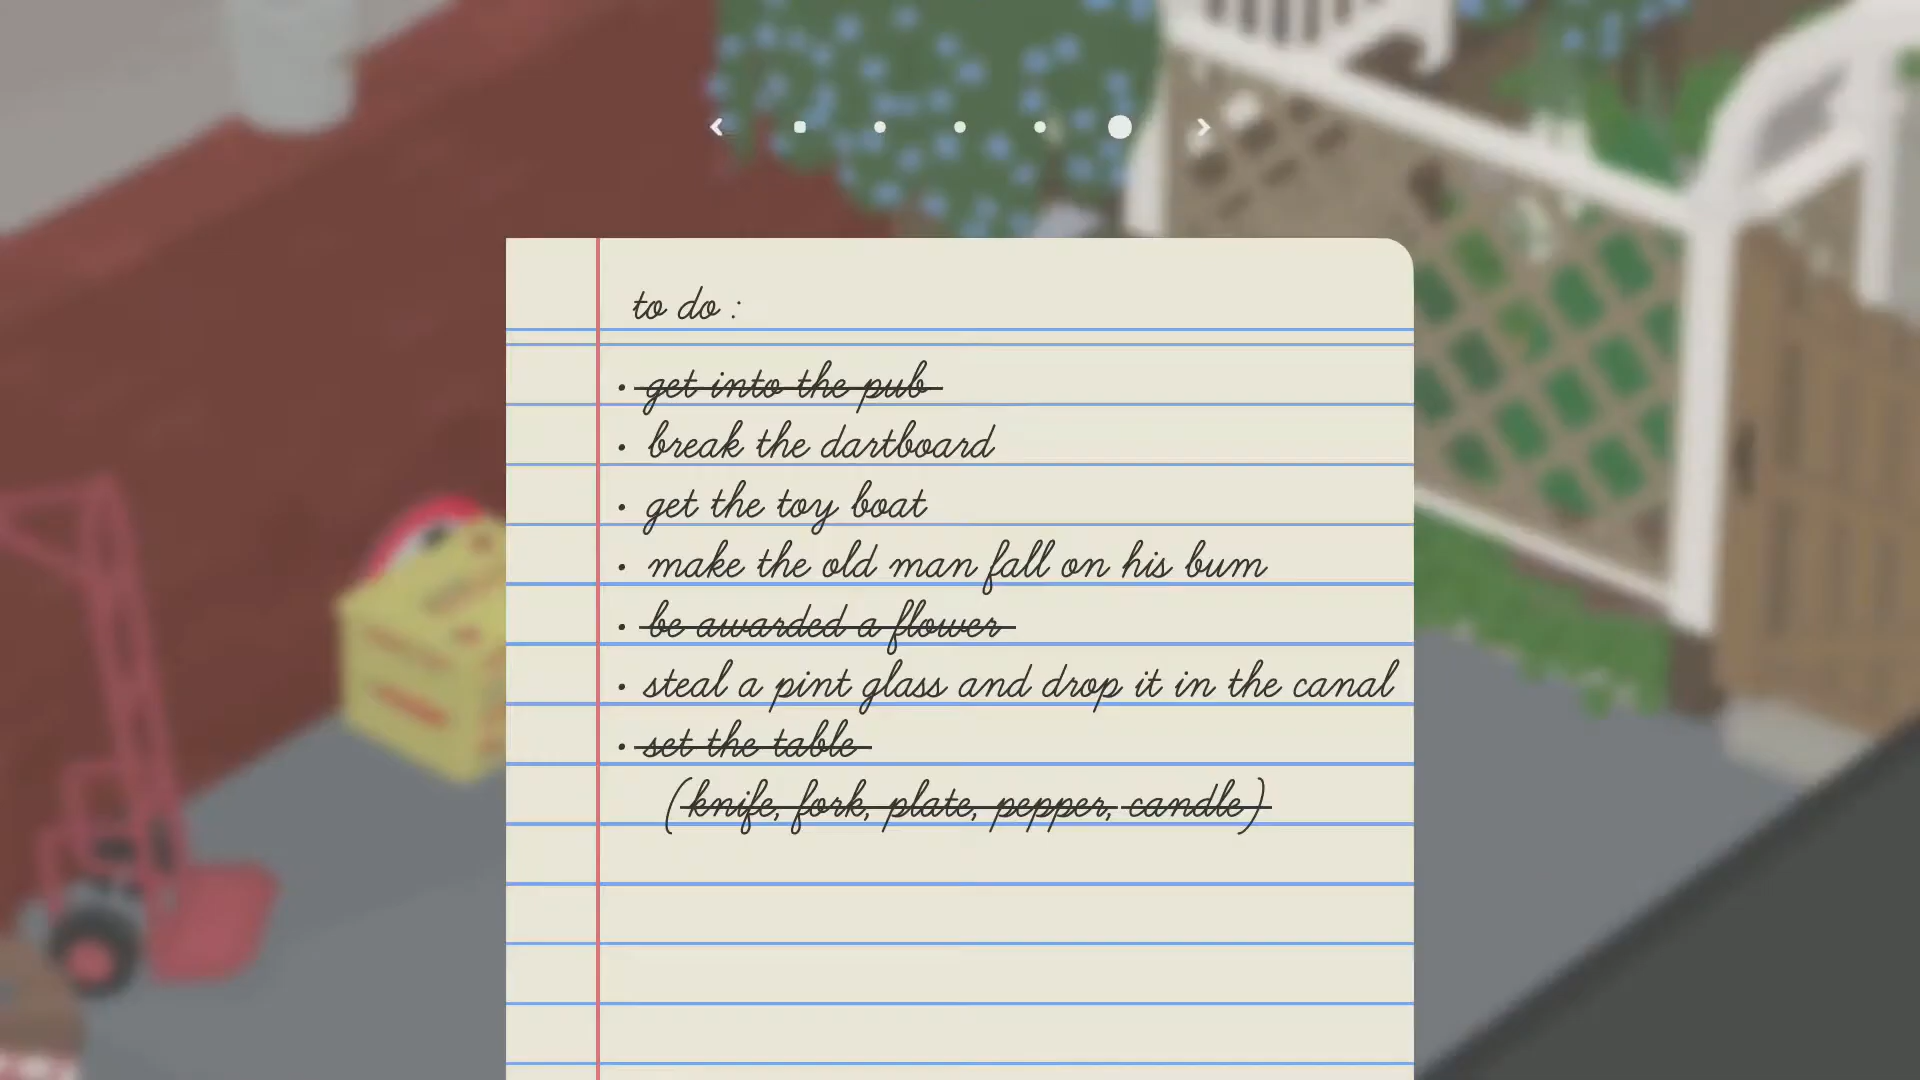 to do :
• get into the pub
• break the dartboard
• get the toy boat
• make the old man fall on his bum
• be awarded a flower
• steal a pint glass and drop it in the canal
• set the table
(knife, fork, plate, pepper, candle)